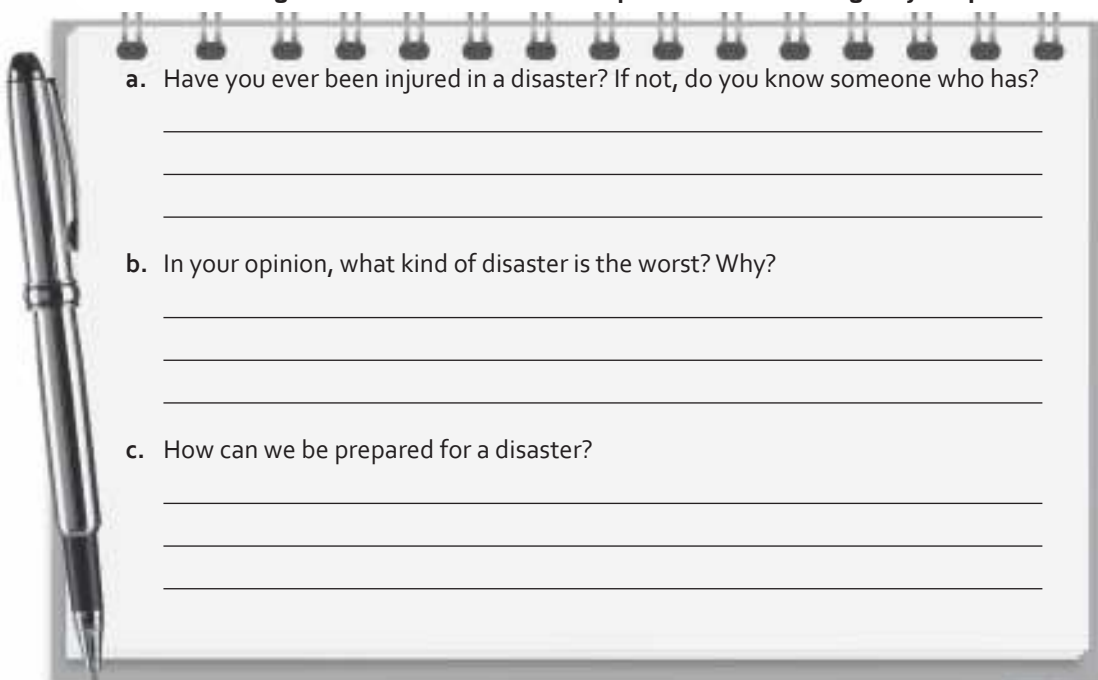 a. Have you ever been injured in a disaster? If not, do you know someone who has?
b. In your opinion, what kind of disaster is the worst? Why?
c. How can we be prepared for a disaster?